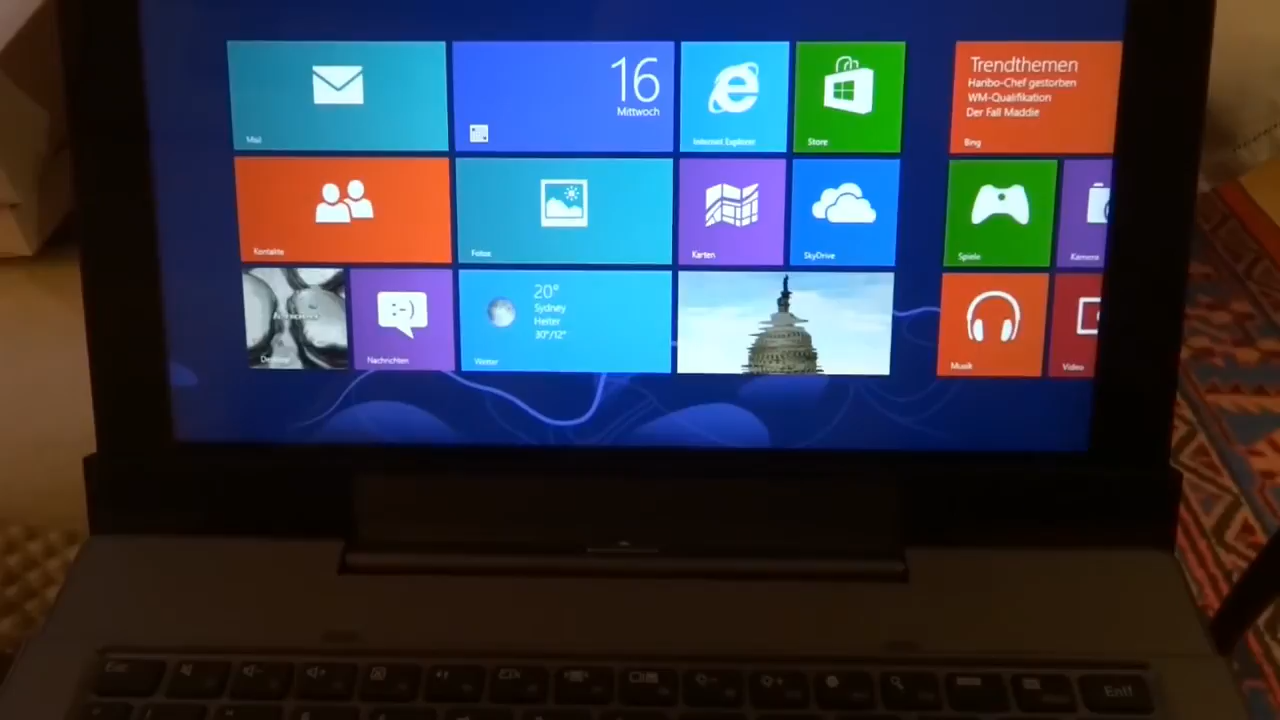 Mail
16
Mittwoch
Internet Explorer
Store
Trendthemen
Haribo-Chef gestorben
WM-Qualifikation
Der Fall Maddie
Bing
Kontakte
Fotos
Karten
SkyDrive
Spiele
Kamera
Desktop
:-)
Nachrichten
20°
Sydney
Heiter
30°/12°
Wetter
Musik
Video
Esc
Entf